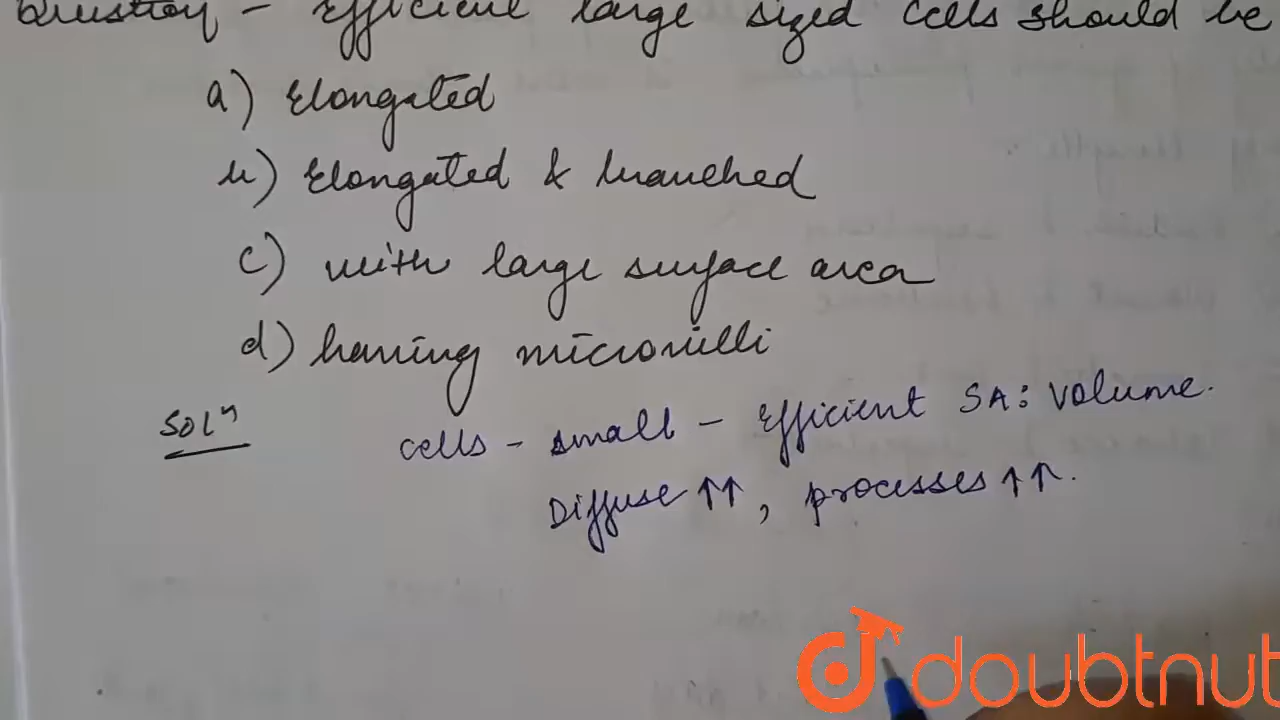 Question - Efficient large sized cells should be
a) Elongated
b) Elongated & branched
c) with large surface area
d) having microvilli
Solⁿ
cells - small - Efficient SA: Volume.
Diffuse ↑↑, processes ↑↑.
doubtnut